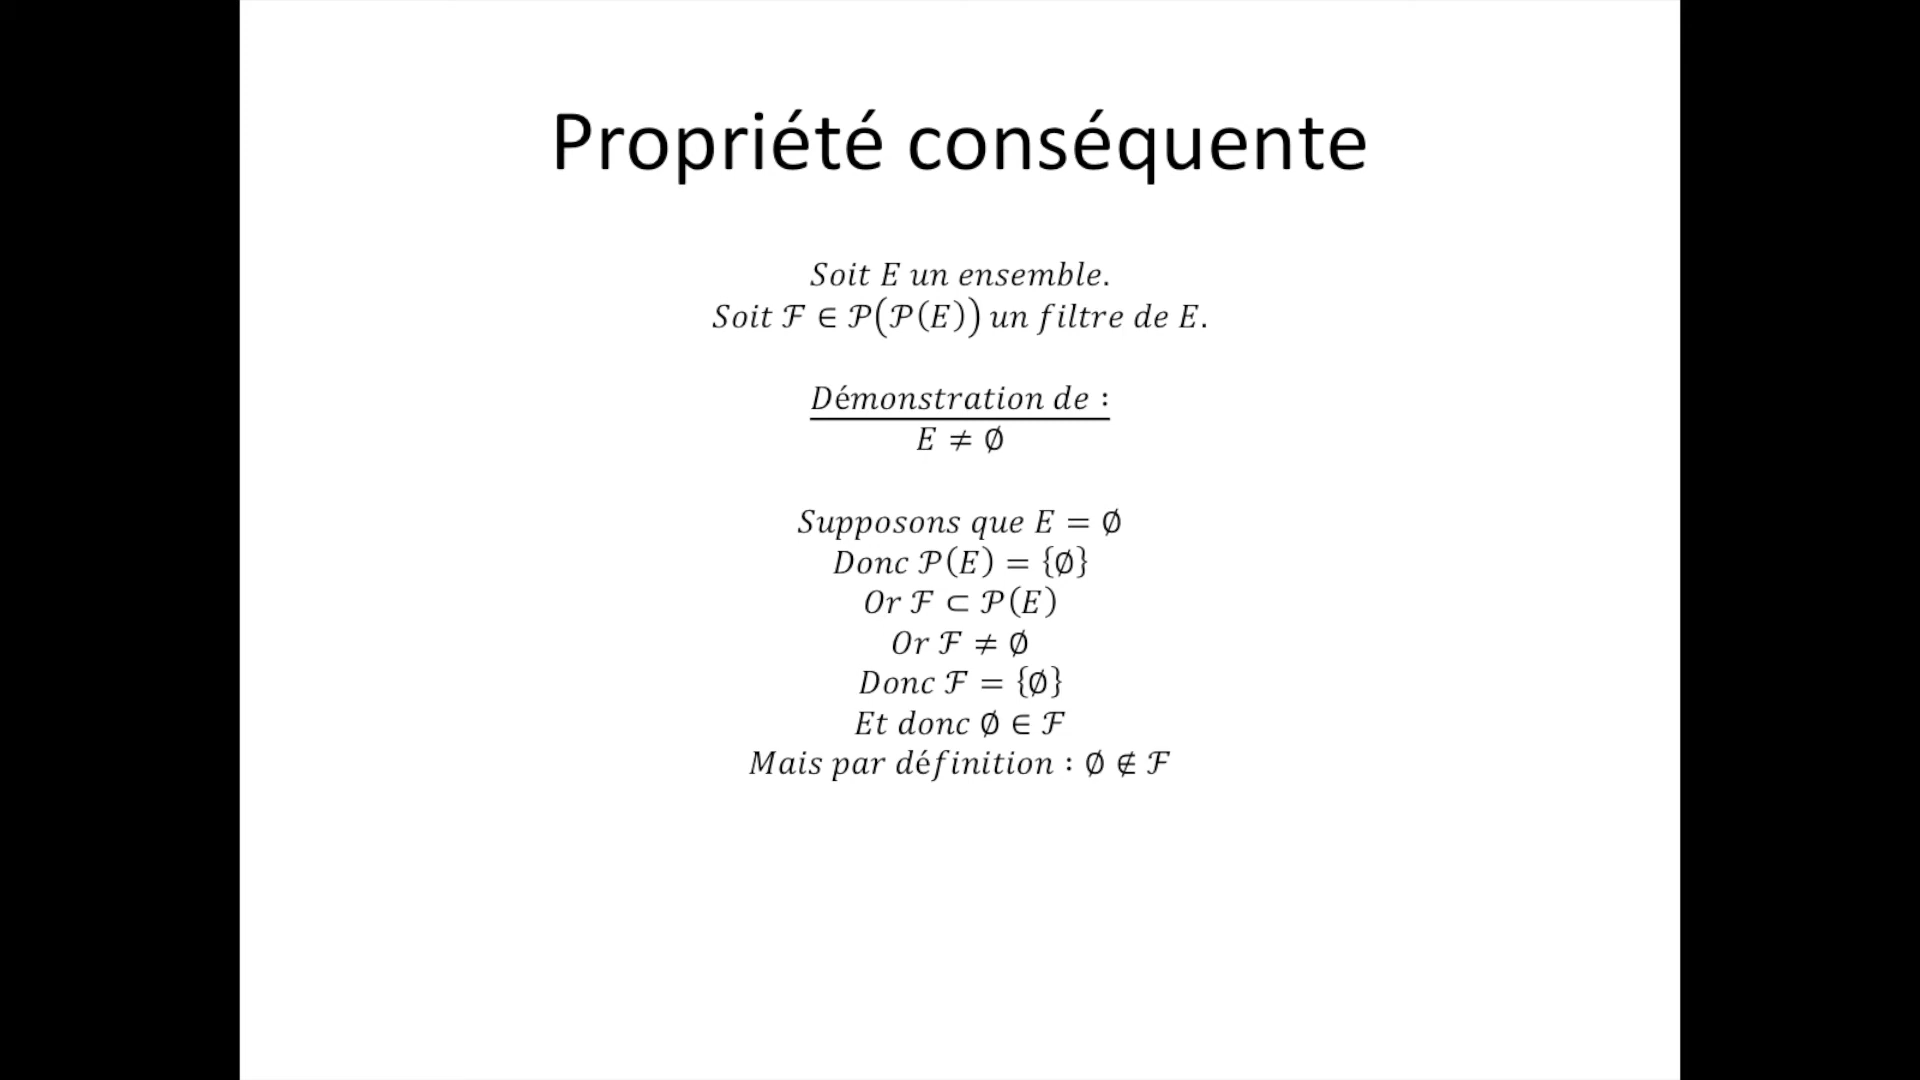 Propriété conséquente
Soit E un ensemble.
Soit ℱ ∈ 𝒫(𝒫(E)) un filtre de E.
Démonstration de :
E ≠ ∅
Supposons que E = ∅
Donc 𝒫(E) = {∅}
Or ℱ ⊂ 𝒫(E)
Or ℱ ≠ ∅
Donc ℱ = {∅}
Et donc ∅ ∈ ℱ
Mais par définition : ∅ ∉ ℱ